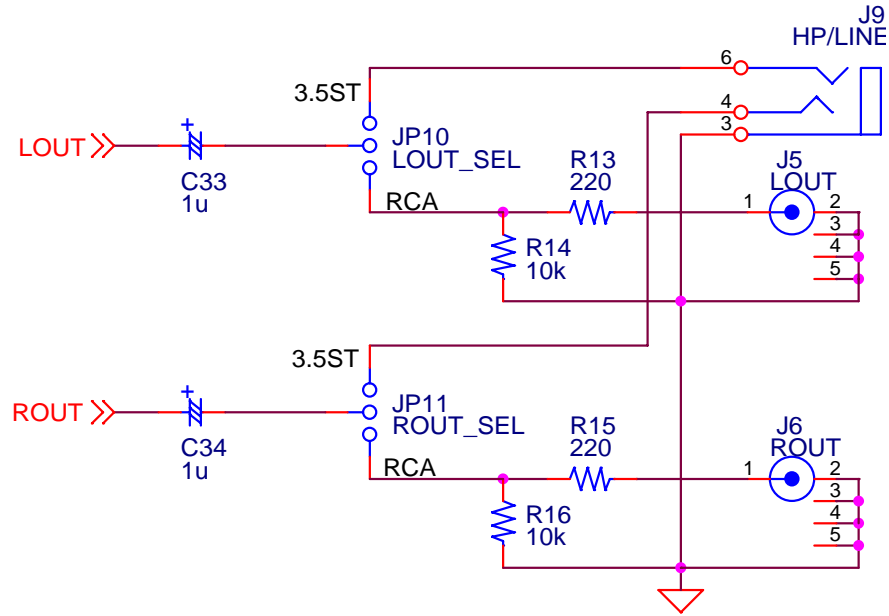 J9
HP/LINE
6
3.5ST
4
LOUT
JP10
LOUT_SEL
3
C33
1u
R13
220
J5
LOUT
RCA
1
2
3
4
5
R14
10k
3.5ST
ROUT
JP11
ROUT_SEL
C34
1u
R15
220
J6
ROUT
RCA
1
2
3
4
5
R16
10k